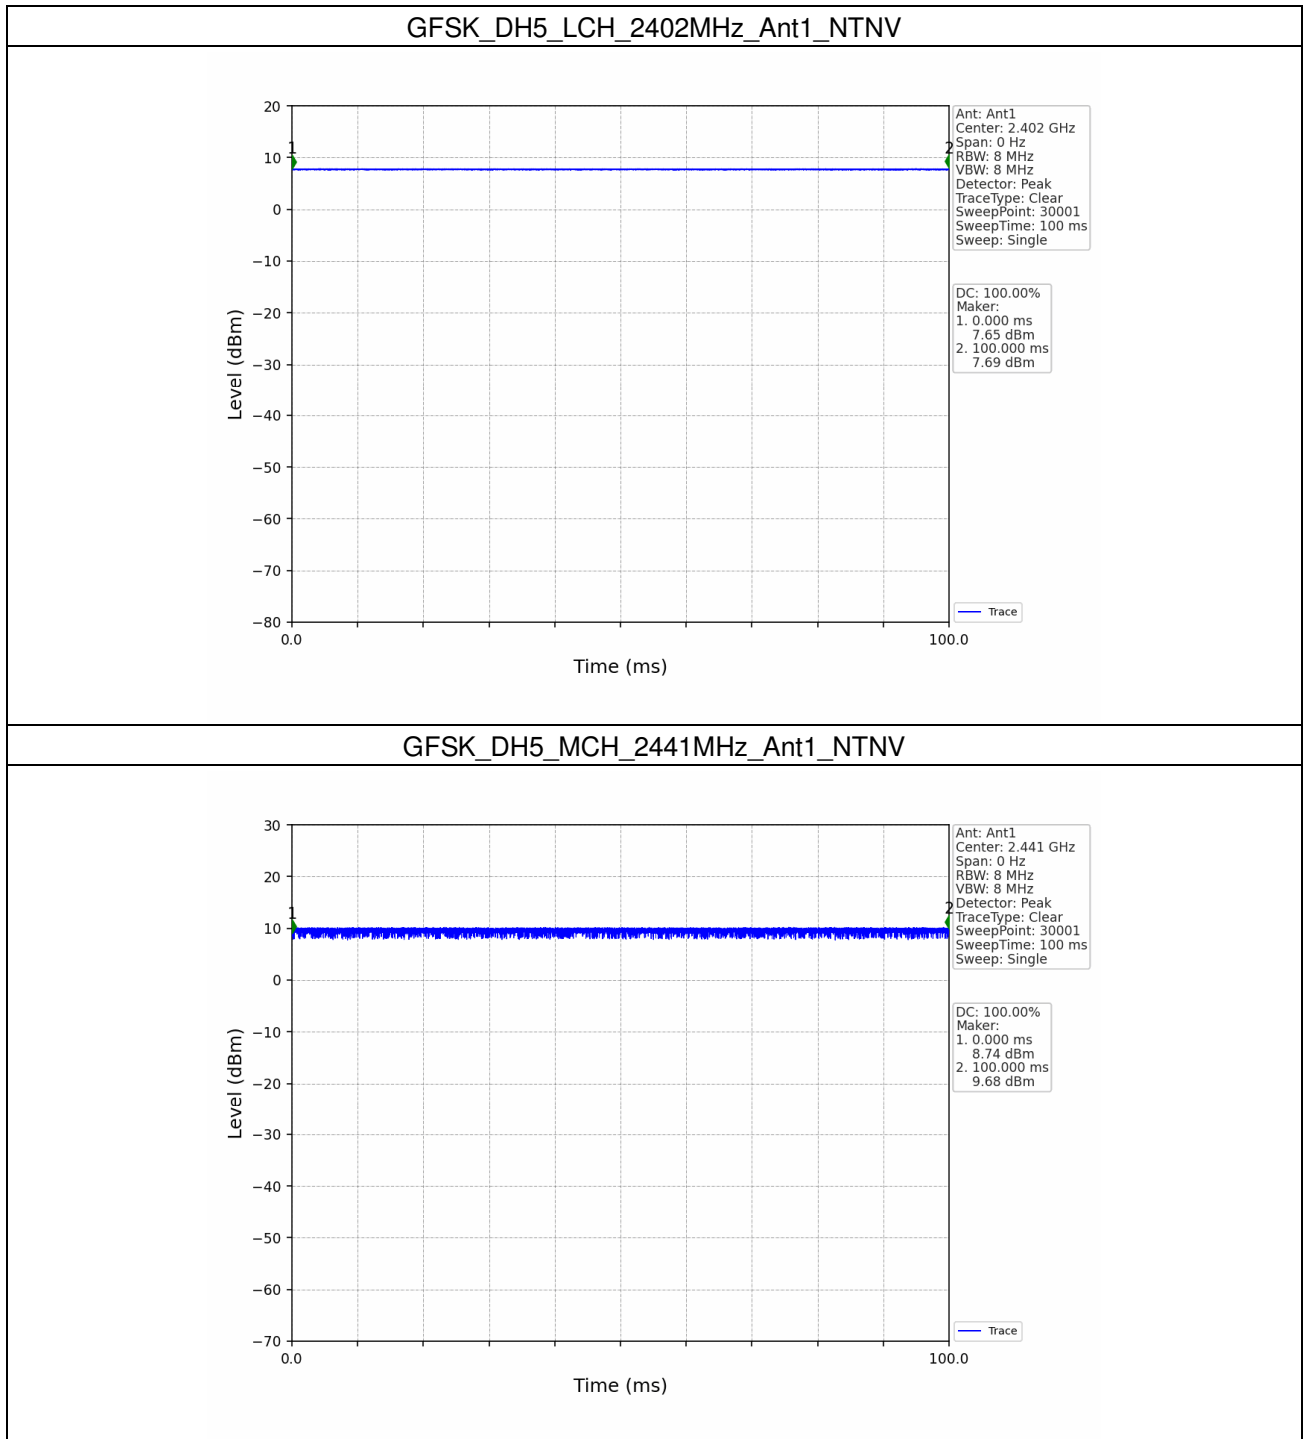 GFSK_DH5_LCH_2402MHz_Ant1_NTNV
20
10
0
−10
−20
−30
−40
−50
−60
−70
−80
Level (dBm)
1
2
0.0
100.0
Time (ms)
Ant: Ant1
Center: 2.402 GHz
Span: 0 Hz
RBW: 8 MHz
VBW: 8 MHz
Detector: Peak
TraceType: Clear
SweepPoint: 30001
SweepTime: 100 ms
Sweep: Single
DC: 100.00%
Maker:
1. 0.000 ms
7.65 dBm
2. 100.000 ms
7.69 dBm
Trace
GFSK_DH5_MCH_2441MHz_Ant1_NTNV
30
20
10
0
−10
−20
−30
−40
−50
−60
−70
Level (dBm)
1
2
0.0
100.0
Time (ms)
Ant: Ant1
Center: 2.441 GHz
Span: 0 Hz
RBW: 8 MHz
VBW: 8 MHz
Detector: Peak
TraceType: Clear
SweepPoint: 30001
SweepTime: 100 ms
Sweep: Single
DC: 100.00%
Maker:
1. 0.000 ms
8.74 dBm
2. 100.000 ms
9.68 dBm
Trace